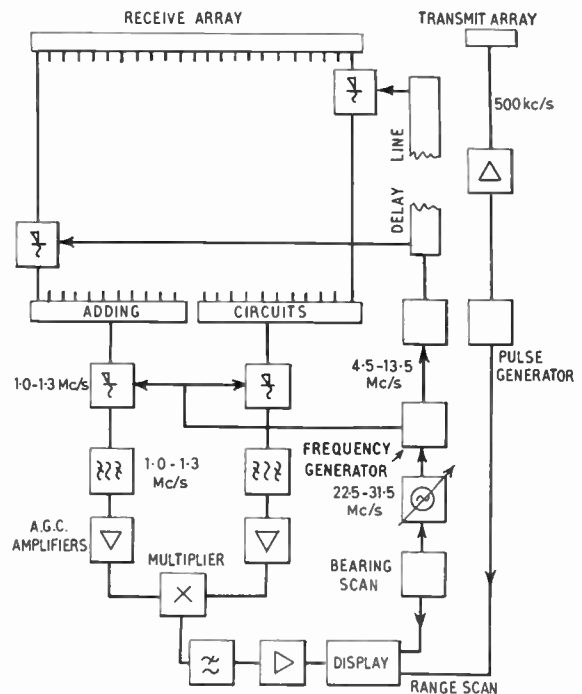 RECEIVE ARRAY
TRANSMIT ARRAY
500 kc/s
LINE
DELAY
ADDING
CIRCUITS
PULSE
GENERATOR
4·5-13·5
Mc/s
1·0-1·3 Mc/s
FREQUENCY
GENERATOR
1·0-1·3
Mc/s
22·5-31·5
Mc/s
A.G.C.
AMPLIFIERS
MULTIPLIER
BEARING
SCAN
×
DISPLAY
RANGE SCAN